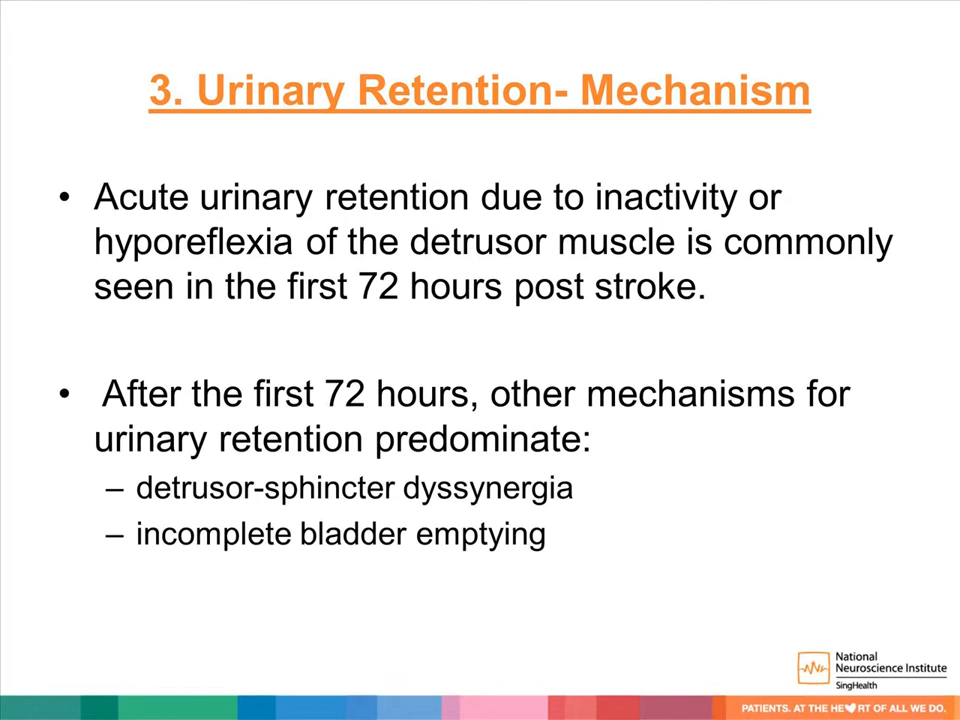 3. Urinary Retention- Mechanism
• Acute urinary retention due to inactivity or
hyporeflexia of the detrusor muscle is commonly
seen in the first 72 hours post stroke.
• After the first 72 hours, other mechanisms for
urinary retention predominate:
– detrusor-sphincter dyssynergia
– incomplete bladder emptying
National
Neuroscience Institute
SingHealth
PATIENTS. AT THE HE♥RT OF ALL WE DO.